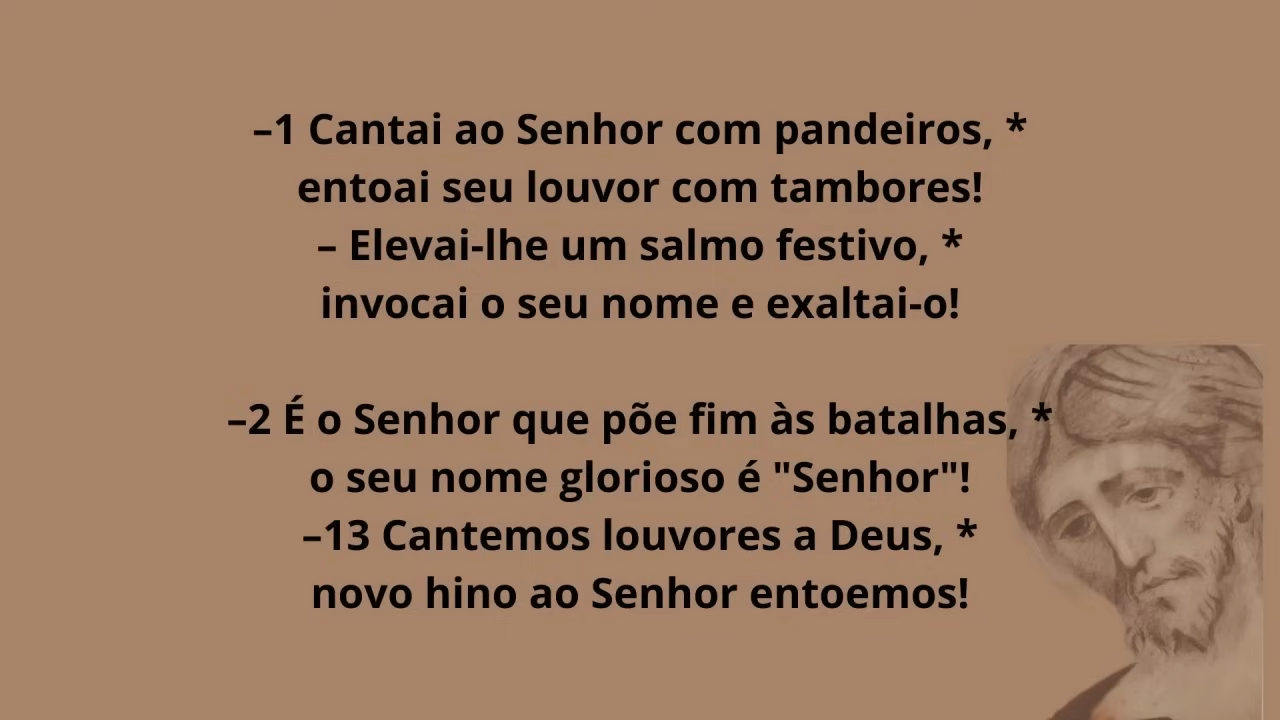 –1 Cantai ao Senhor com pandeiros, *
entoai seu louvor com tambores!
– Elevai-lhe um salmo festivo, *
invocai o seu nome e exaltai-o!
–2 É o Senhor que põe fim às batalhas, *
o seu nome glorioso é "Senhor"!
–13 Cantemos louvores a Deus, *
novo hino ao Senhor entoemos!